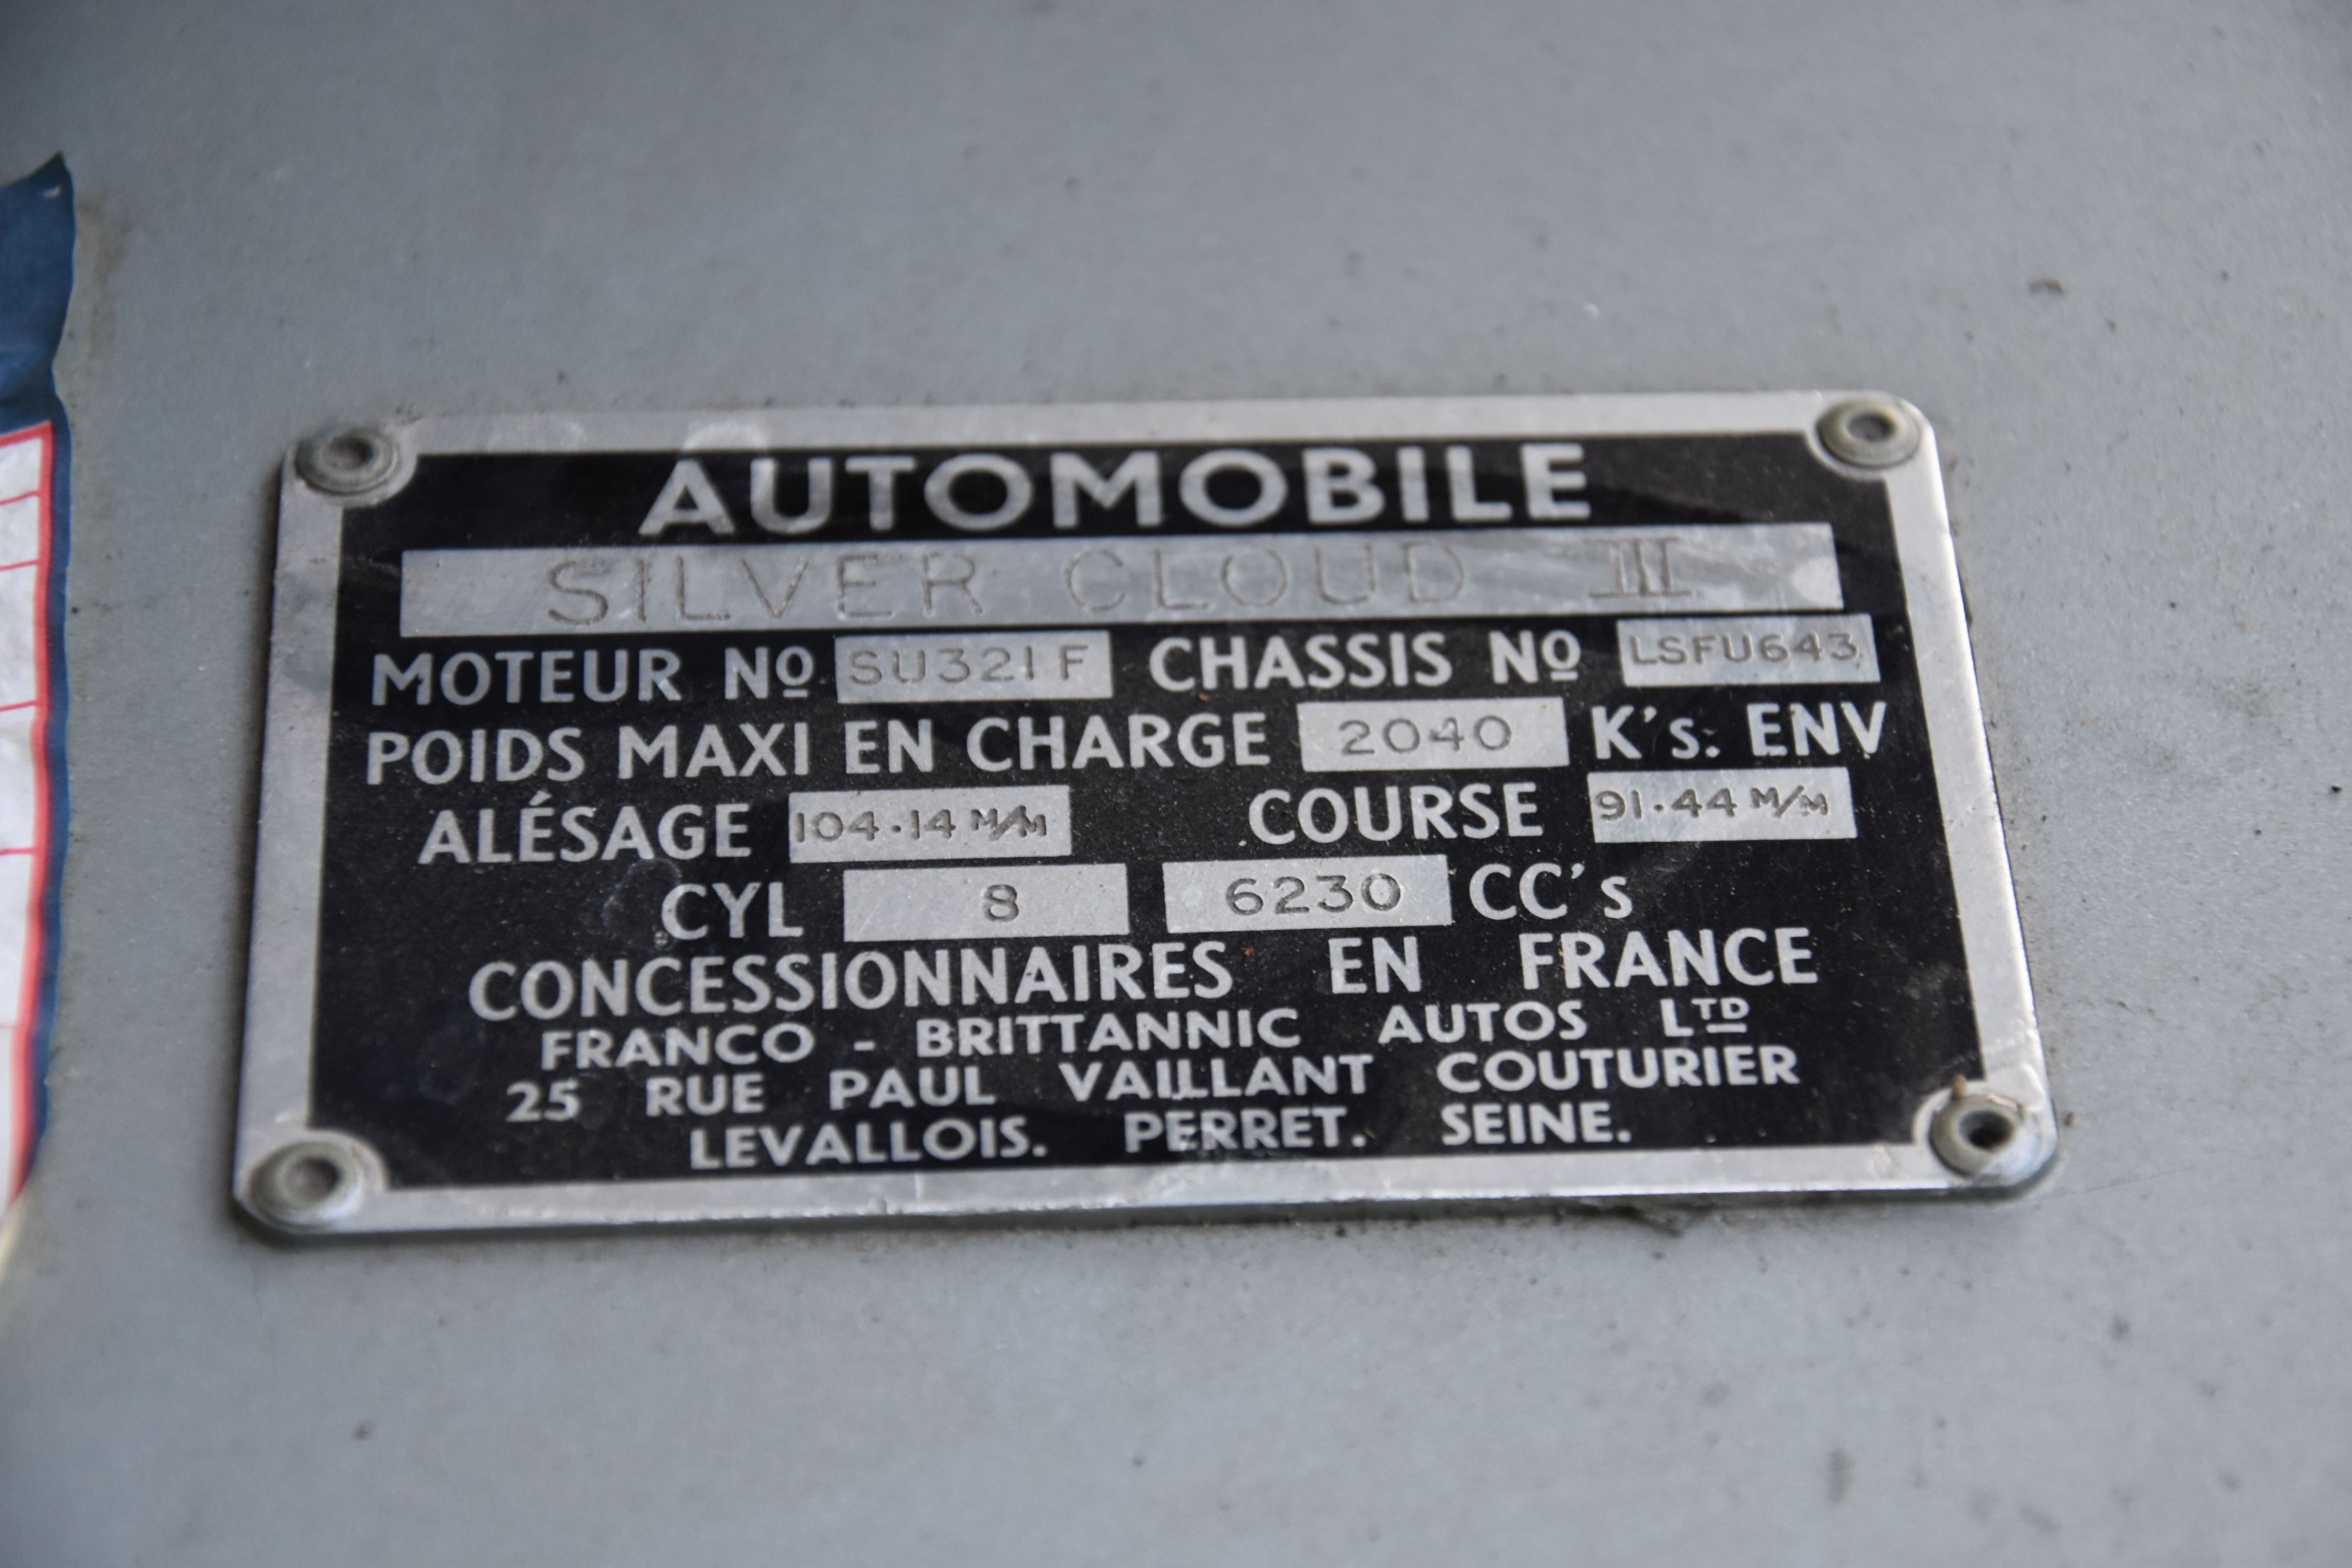 AUTOMOBILE
SILVER CLOUD III
MOTEUR Nº SU321F CHASSIS Nº LSFU643
POIDS MAXI EN CHARGE 2040 K's. ENV
ALÉSAGE 104·14 M/M COURSE 91·44 M/M
CYL 8 6230 CC's
CONCESSIONNAIRES EN FRANCE
FRANCO - BRITTANNIC AUTOS LTD
25 RUE PAUL VAILLANT COUTURIER
LEVALLOIS. PERRET. SEINE.